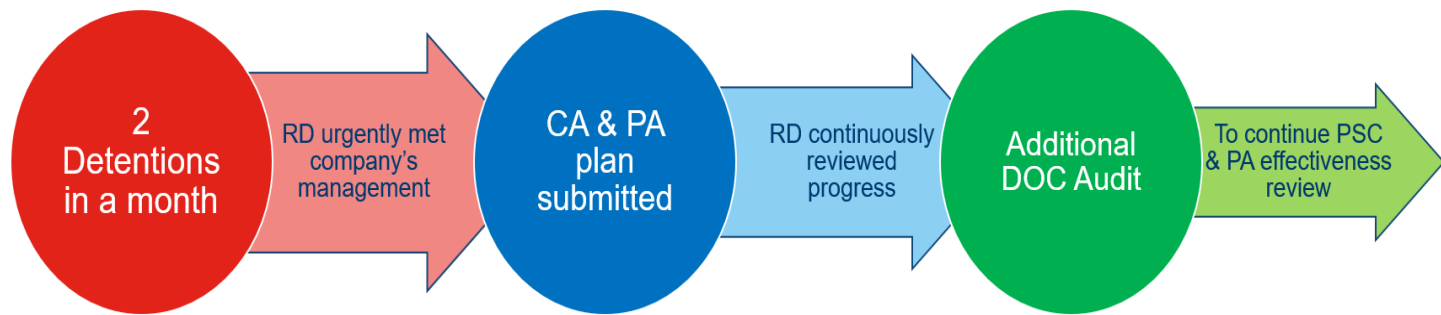 2
Detentions
in a month
RD urgently met
company's
management
CA & PA
plan
submitted
RD continuously
reviewed
progress
Additional
DOC Audit
To continue PSC
& PA effectiveness
review